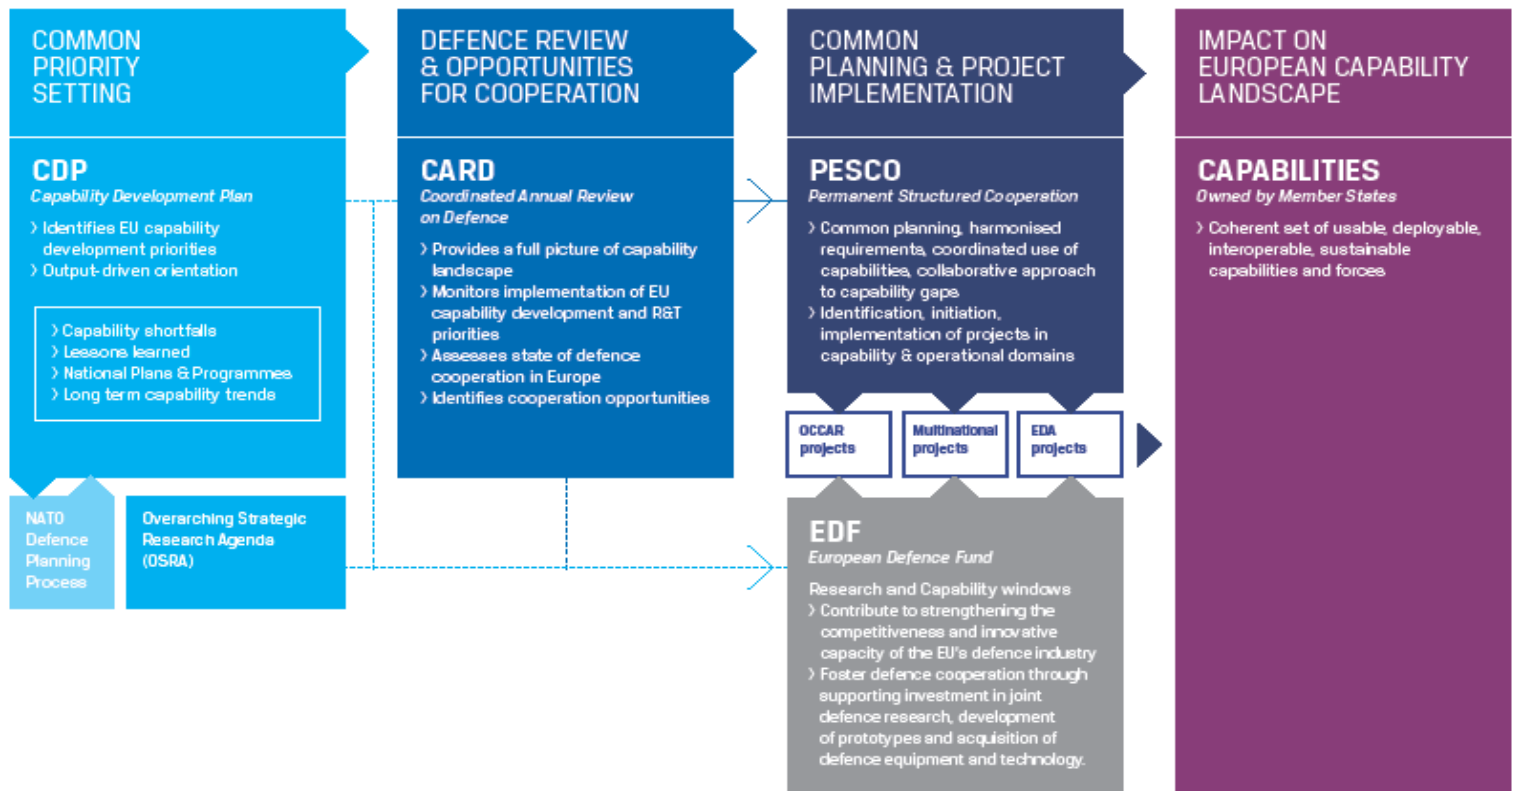 COMMON
PRIORITY
SETTING
CDP
Capability Development Plan
› Identifies EU capability
development priorities
› Output-driven orientation
› Capability shortfalls
› Lessons learned
› National Plans & Programmes
› Long term capability trends
NATO
Defence
Planning
Process
Overarching Strategic
Research Agenda
(OSRA)
DEFENCE REVIEW
& OPPORTUNITIES
FOR COOPERATION
CARD
Coordinated Annual Review
on Defence
› Provides a full picture of capability
landscape
› Monitors implementation of EU
capability development and R&T
priorities
› Assesses state of defence
cooperation in Europe
› Identifies cooperation opportunities
COMMON
PLANNING & PROJECT
IMPLEMENTATION
PESCO
Permanent Structured Cooperation
› Common planning, harmonised
requirements, coordinated use of
capabilities, collaborative approach
to capability gaps
› Identification, initiation,
implementation of projects in
capability & operational domains
OCCAR
projects
Multinational
projects
EDA
projects
EDF
European Defence Fund
Research and Capability windows
› Contribute to strengthening the
competitiveness and innovative
capacity of the EU's defence industry
› Foster defence cooperation through
supporting investment in joint
defence research, development
of prototypes and acquisition of
defence equipment and technology.
IMPACT ON
EUROPEAN CAPABILITY
LANDSCAPE
CAPABILITIES
Owned by Member States
› Coherent set of usable, deployable,
interoperable, sustainable
capabilities and forces